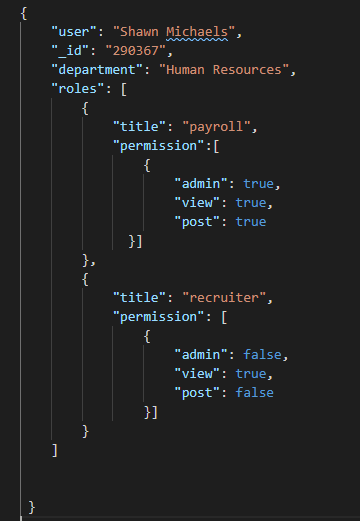 {
"user": "Shawn Michaels",
"_id": "290367",
"department": "Human Resources",
"roles": [
{
"title": "payroll",
"permission":[
{
"admin": true,
"view": true,
"post": true
}]
},
{
"title": "recruiter",
"permission": [
{
"admin": false,
"view": true,
"post": false
}]
}
]
}